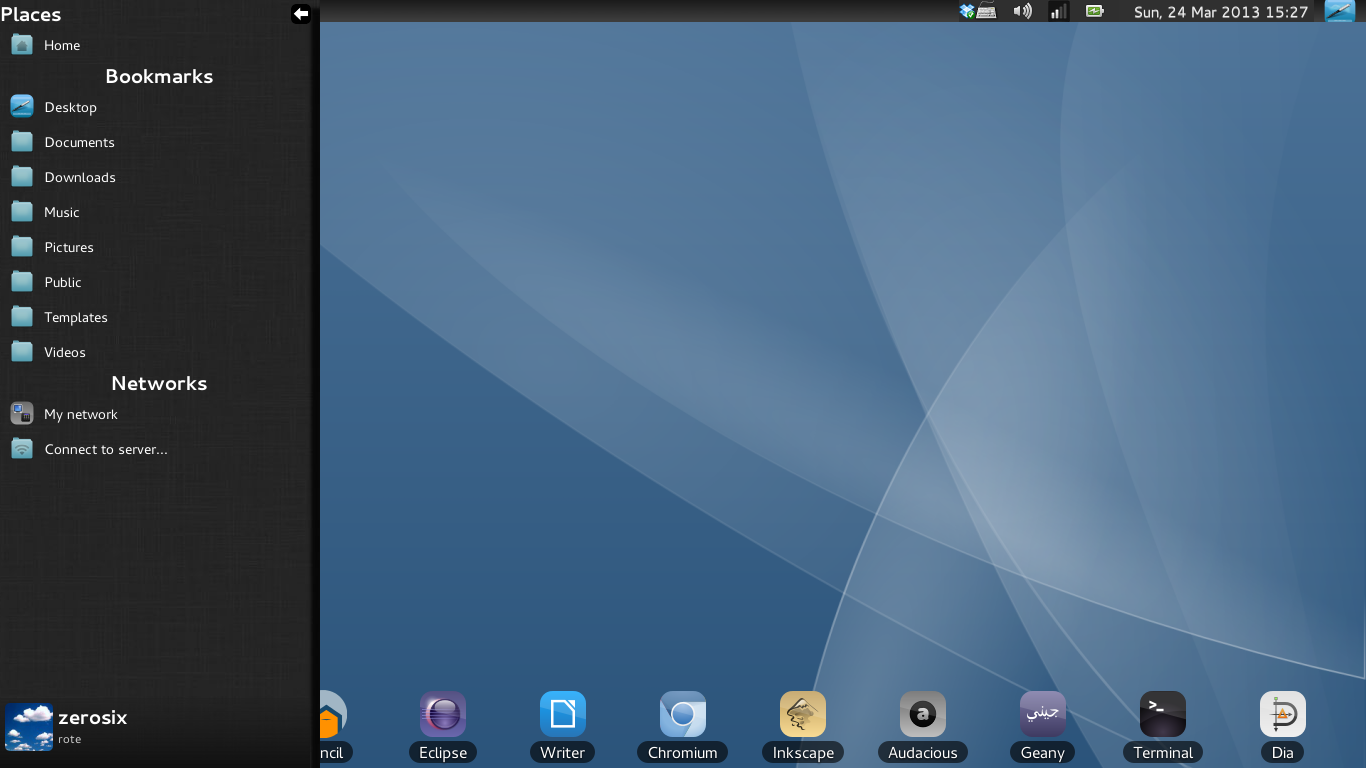 Places
Sun, 24 Mar 2013 15:27
Home
Bookmarks
Desktop
Documents
Downloads
Music
Pictures
Public
Templates
Videos
Networks
My network
Connect to server...
zerosix
rote
a
جيني
>_
ncil
Eclipse
Writer
Chromium
Inkscape
Audacious
Geany
Terminal
Dia